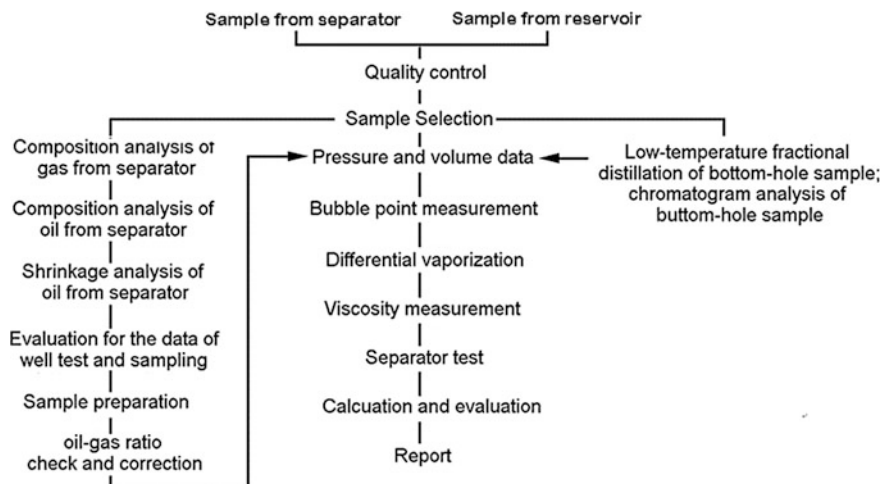 Sample from separator
Sample from reservoir
Quality control
Sample Selection
Composition analysis of
gas from separator
Composition analysis of
oil from separator
Shrinkage analysis of
oil from separator
Evaluation for the data of
well test and sampling
Sample preparation
oil-gas ratio
check and correction
Pressure and volume data
Bubble point measurement
Differential vaporization
Viscosity measurement
Separator test
Calcuation and evaluation
Report
Low-temperature fractional
distillation of bottom-hole sample;
chromatogram analysis of
buttom-hole sample